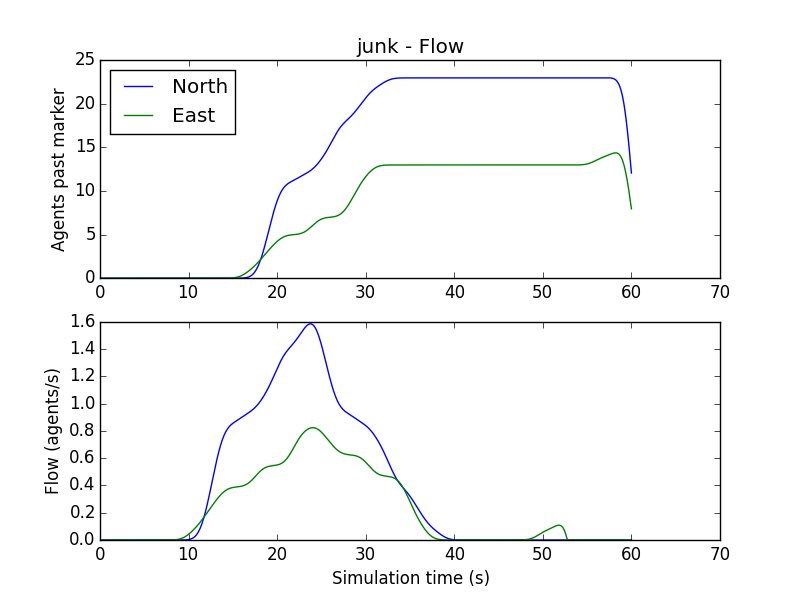 junk - Flow
Agents past marker
25
20
15
10
5
0
North
East
0 10 20 30 40 50 60 70
Flow (agents/s)
1.6
1.4
1.2
1.0
0.8
0.6
0.4
0.2
0.0
0 10 20 30 40 50 60 70
Simulation time (s)